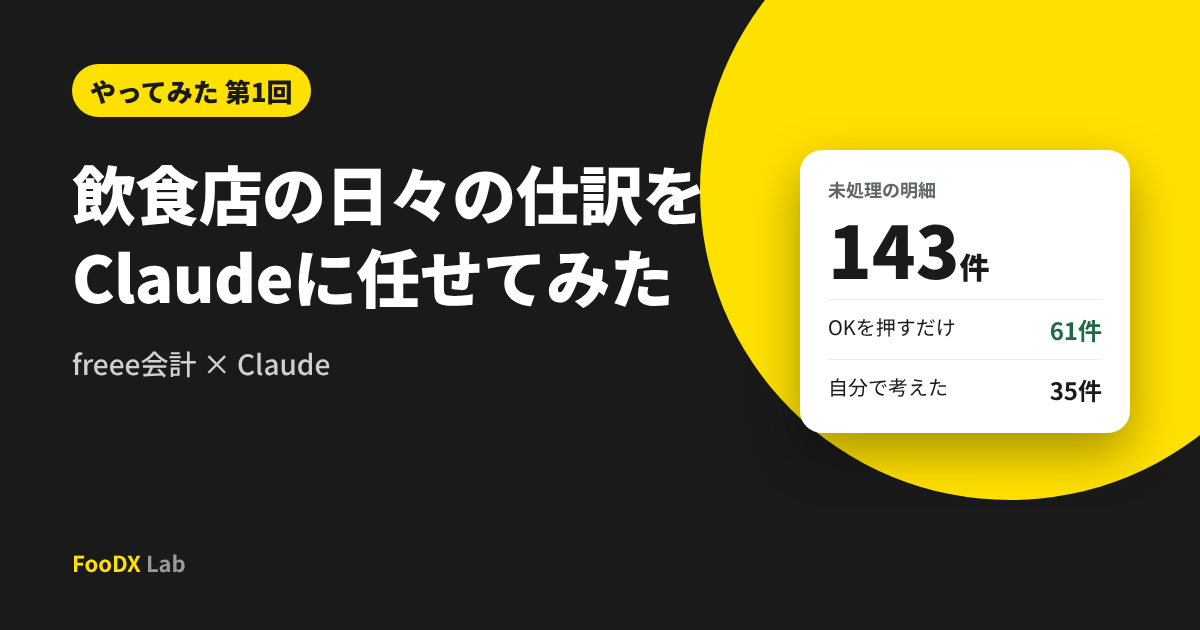 やってみた 第1回
飲食店の日々の仕訳を
Claudeに任せてみた
freee会計 × Claude
未処理の明細
143件
OKを押すだけ 61件
自分で考えた 35件
FooDX Lab